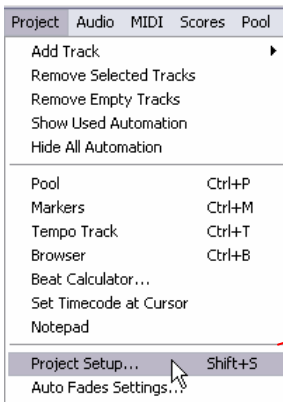 Project Audio MIDI Scores Pool
Add Track
Remove Selected Tracks
Remove Empty Tracks
Show Used Automation
Hide All Automation
Pool Ctrl+P
Markers Ctrl+M
Tempo Track Ctrl+T
Browser Ctrl+B
Beat Calculator...
Set Timecode at Cursor
Notepad
Project Setup... Shift+S
Auto Fades Settings...